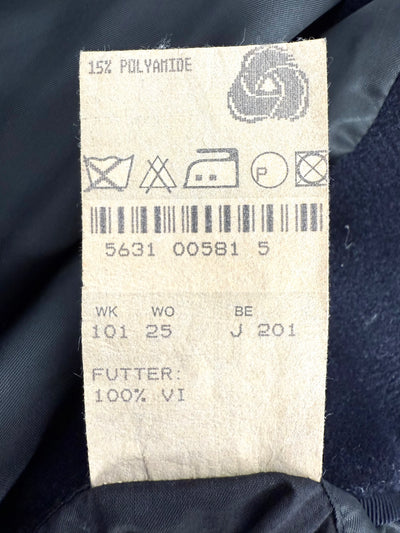 15% POLYAMIDE
P
5631 00581 5
WK WO BE
101 25 J 201
FUTTER:
100% VI